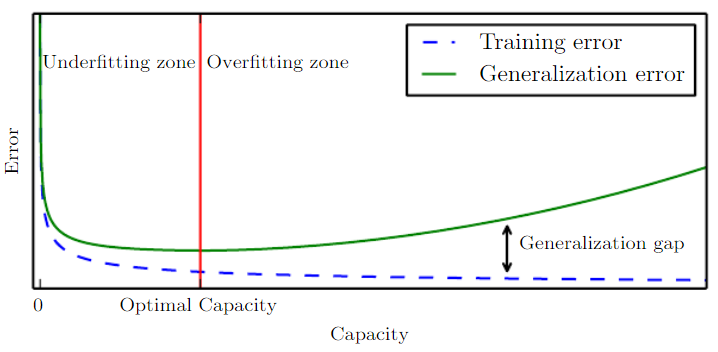 Training error
Generalization error
Underfitting zone
Overfitting zone
Error
Generalization gap
0
Optimal Capacity
Capacity